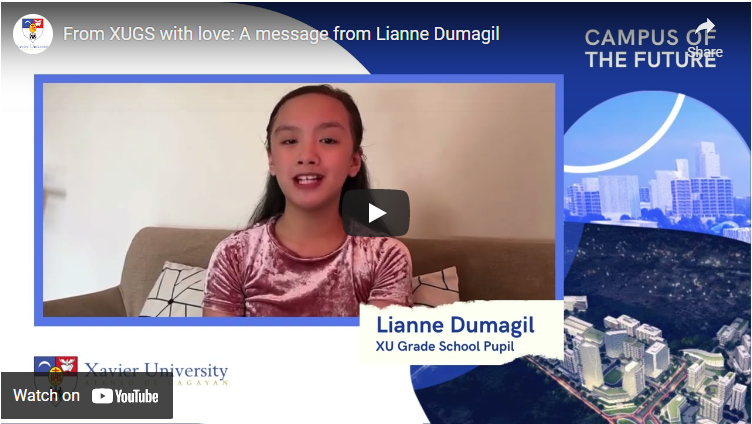 From XUGS with love: A message from Lianne Dumagil
CAMPUS OF
THE FUTURE
Share
Lianne Dumagil
XU Grade School Pupil
Xavier University
Watch on YouTube